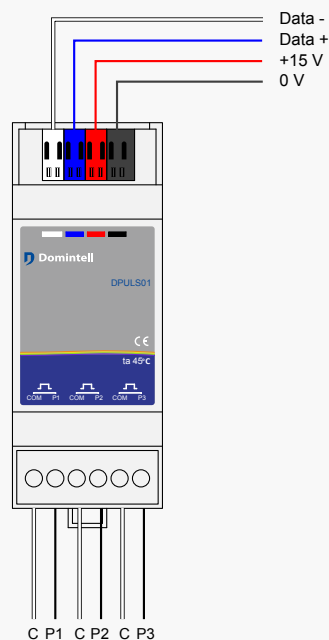 Data -
Data +
+15 V
0 V
Domintell
DPULS01
CE
ta 45°C
COM P1 COM P2 COM P3
C P1 C P2 C P3